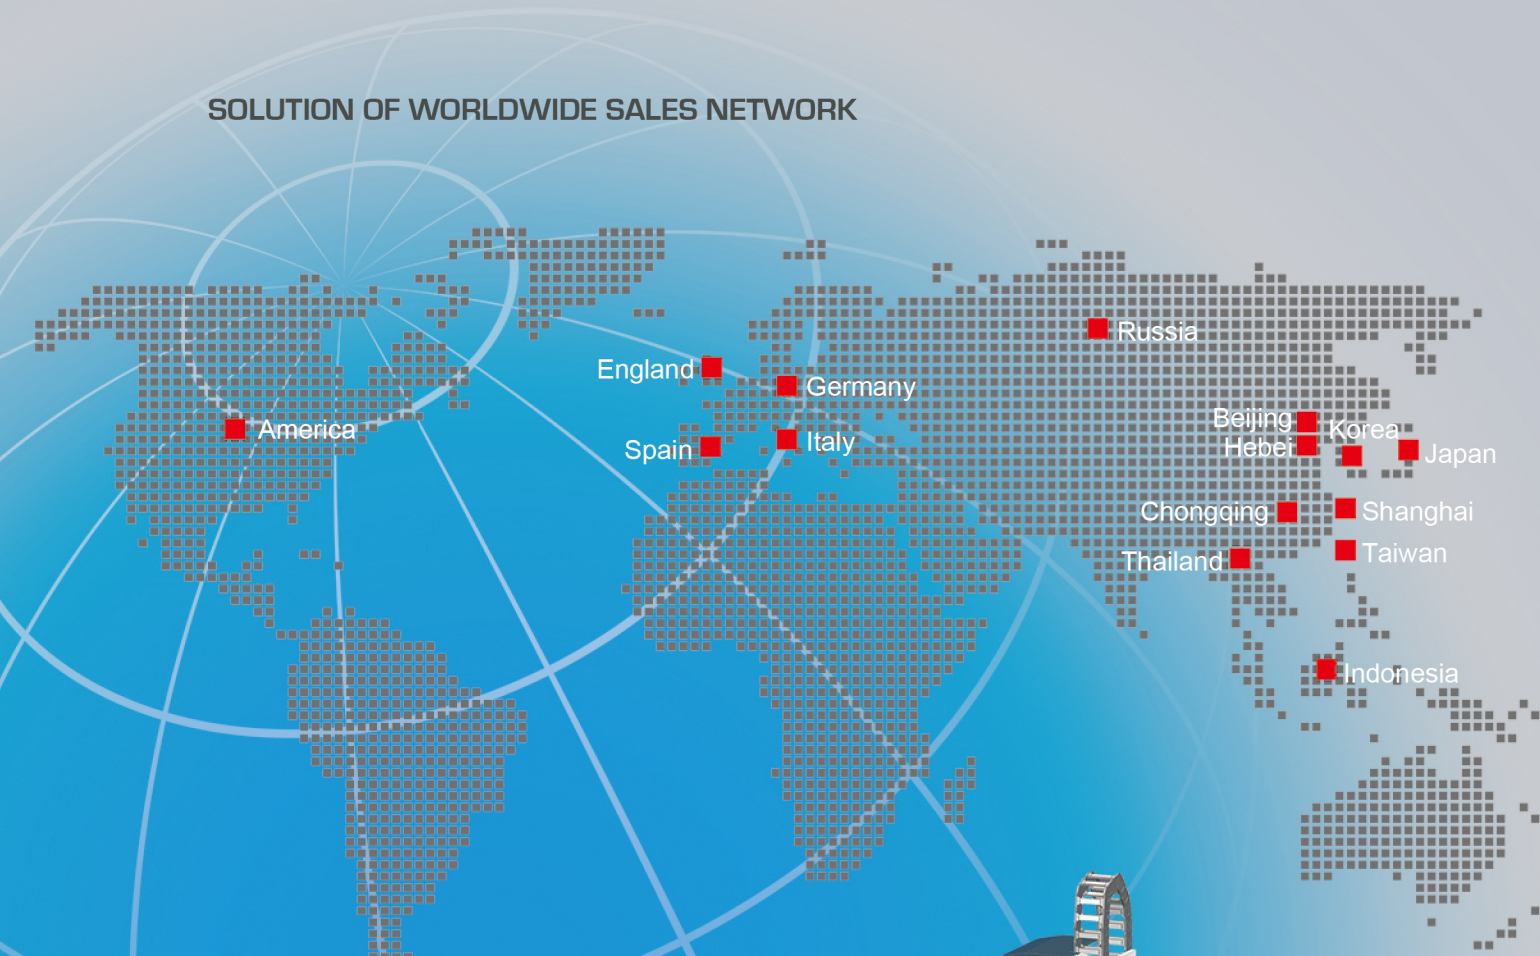 SOLUTION OF WORLDWIDE SALES NETWORK
Russia
England
Germany
America
Spain
Italy
Beijing
Korea
Hebei
Japan
Chongqing
Shanghai
Thailand
Taiwan
Indonesia